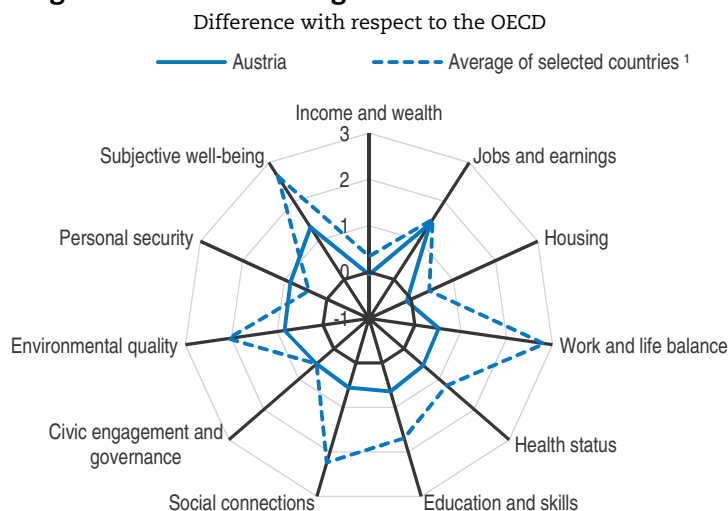 Difference with respect to the OECD
Austria
Average of selected countries ¹
Income and wealth
3
Subjective well-being
Jobs and earnings
2
Personal security
1
Housing
0
-1
Environmental quality
Work and life balance
Civic engagement and
governance
Health status
Social connections
Education and skills